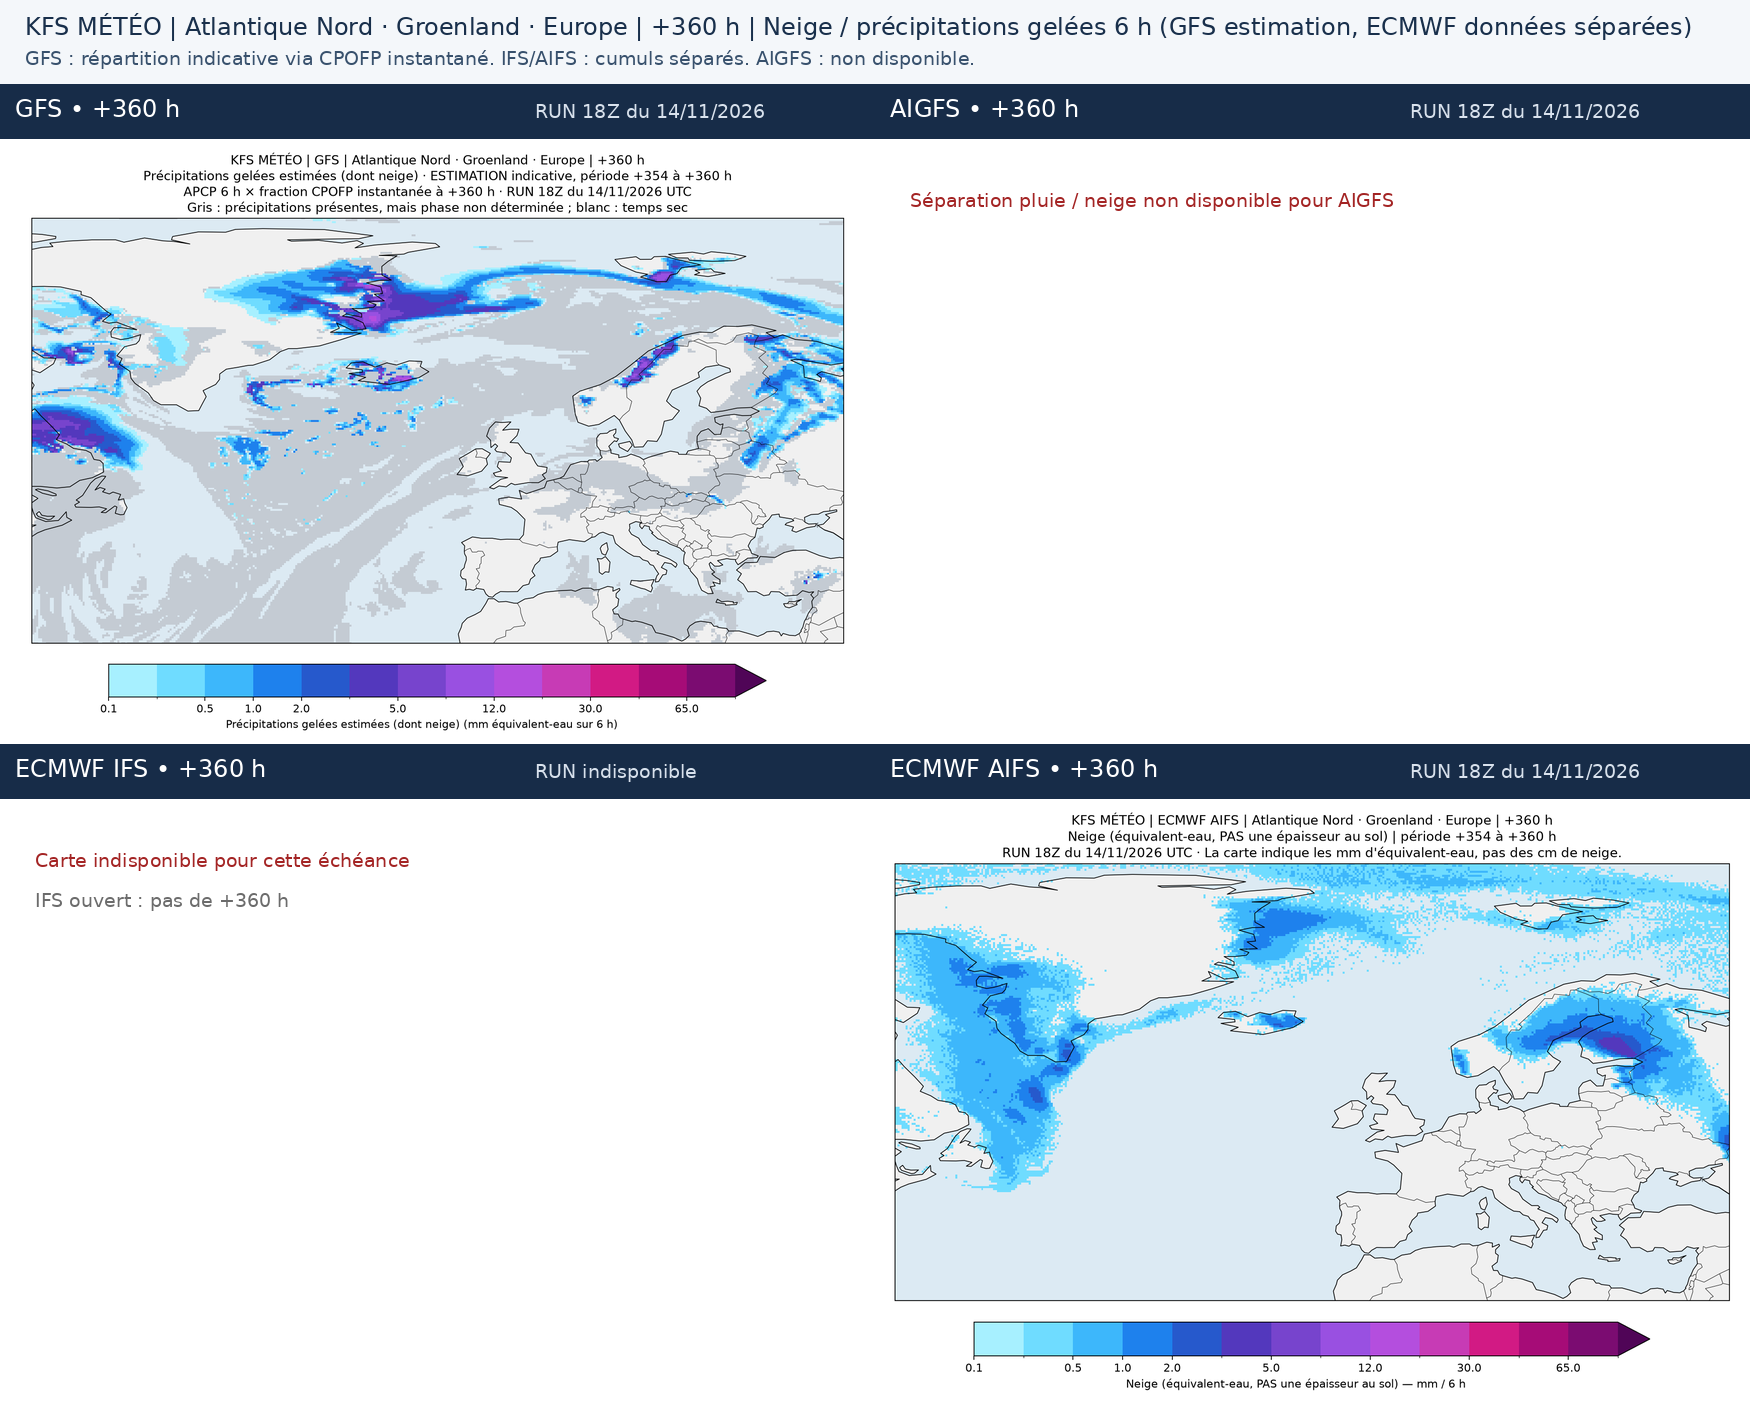 KFS MÉTÉO | Atlantique Nord · Groenland · Europe | +360 h | Neige / précipitations gelées 6 h (GFS estimation, ECMWF données séparées)
GFS : répartition indicative via CPOFP instantané. IFS/AIFS : cumuls séparés. AIGFS : non disponible.
GFS • +360 h
RUN 18Z du 14/11/2026
AIGFS • +360 h
RUN 18Z du 14/11/2026
KFS MÉTÉO | GFS | Atlantique Nord · Groenland · Europe | +360 h
Précipitations gelées estimées (dont neige) · ESTIMATION indicative, période +354 à +360 h
APCP 6 h × fraction CPOFP instantanée à +360 h · RUN 18Z du 14/11/2026 UTC
Gris : précipitations présentes, mais phase non déterminée ; blanc : temps sec
Séparation pluie / neige non disponible pour AIGFS
0.1 0.5 1.0 2.0 5.0 12.0 30.0 65.0
Précipitations gelées estimées (dont neige) (mm équivalent-eau sur 6 h)
ECMWF IFS • +360 h
RUN indisponible
ECMWF AIFS • +360 h
RUN 18Z du 14/11/2026
Carte indisponible pour cette échéance
IFS ouvert : pas de +360 h
KFS MÉTÉO | ECMWF AIFS | Atlantique Nord · Groenland · Europe | +360 h
Neige (équivalent-eau, PAS une épaisseur au sol) | période +354 à +360 h
RUN 18Z du 14/11/2026 UTC · La carte indique les mm d'équivalent-eau, pas des cm de neige.
0.1 0.5 1.0 2.0 5.0 12.0 30.0 65.0
Neige (équivalent-eau, PAS une épaisseur au sol) — mm / 6 h